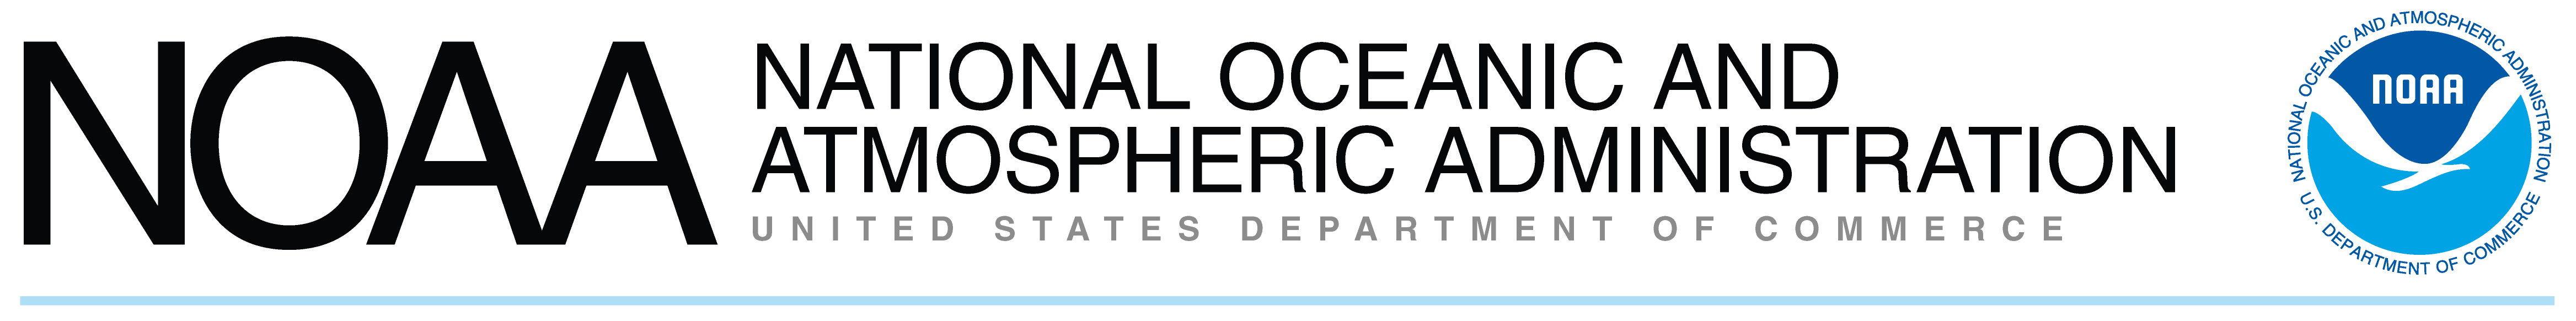 NOAA
NATIONAL OCEANIC AND
ATMOSPHERIC ADMINISTRATION
UNITED STATES DEPARTMENT OF COMMERCE
NATIONAL OCEANIC AND ATMOSPHERIC ADMINISTRATION
NOAA
U.S. DEPARTMENT OF COMMERCE